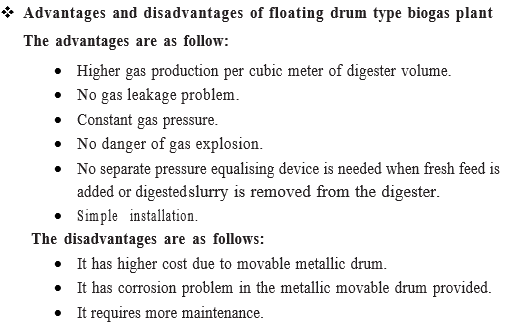 ❖ Advantages and disadvantages of floating drum type biogas plant
The advantages are as follow:
• Higher gas production per cubic meter of digester volume.
• No gas leakage problem.
• Constant gas pressure.
• No danger of gas explosion.
• No separate pressure equalising device is needed when fresh feed is
added or digestedslurry is removed from the digester.
• Simple installation.
The disadvantages are as follows:
• It has higher cost due to movable metallic drum.
• It has corrosion problem in the metallic movable drum provided.
• It requires more maintenance.